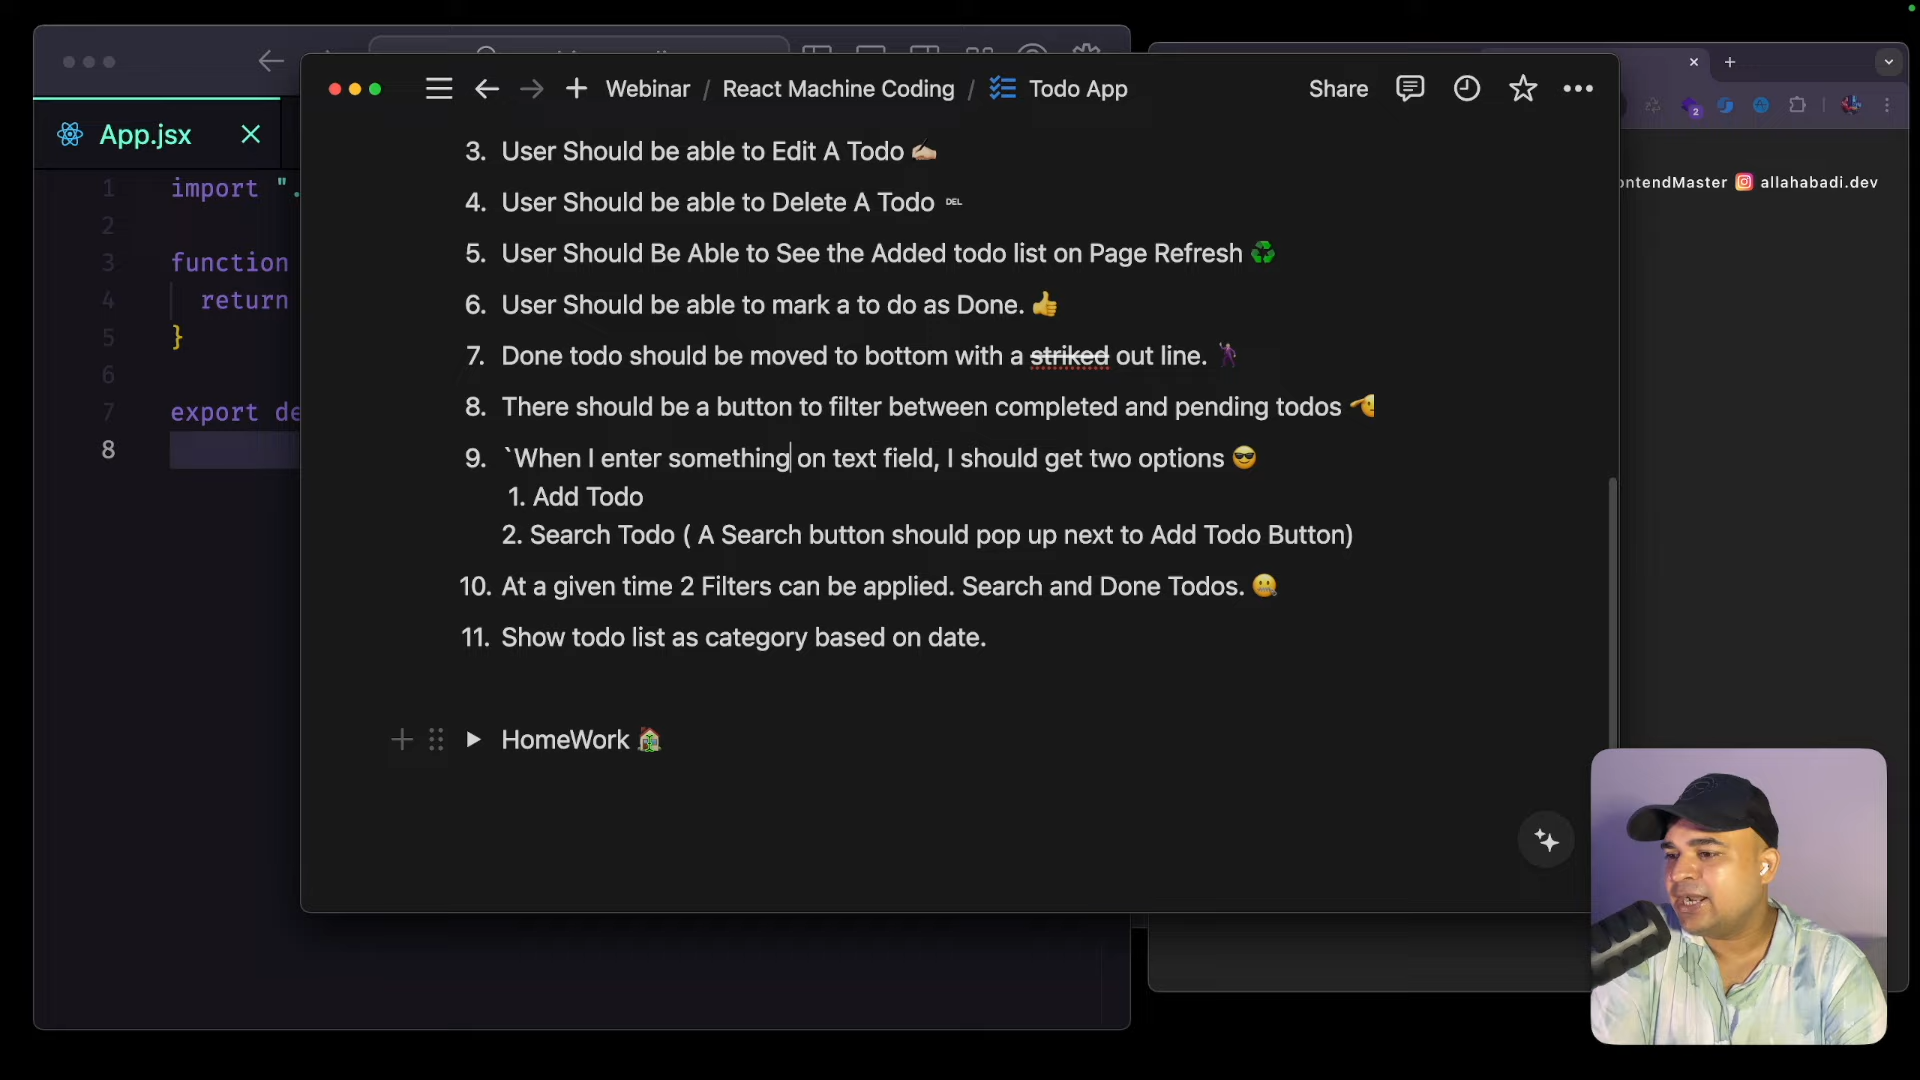 Webinar / React Machine Coding / Todo App
Share
App.jsx
3. User Should be able to Edit A Todo ✍🏼
4. User Should be able to Delete A Todo DEL
5. User Should Be Able to See the Added todo list on Page Refresh ♻️
6. User Should be able to mark a to do as Done. 👍
7. Done todo should be moved to bottom with a striked out line. 🕺
8. There should be a button to filter between completed and pending todos 🫡
9. `When I enter something on text field, I should get two options 😎
1. Add Todo
2. Search Todo ( A Search button should pop up next to Add Todo Button)
10. At a given time 2 Filters can be applied. Search and Done Todos. 🤐
11. Show todo list as category based on date.
HomeWork 🏡
1 import ".
2
3 function
4 return
5 }
6
7 export de
8
2
ontendMaster allahabadi.dev